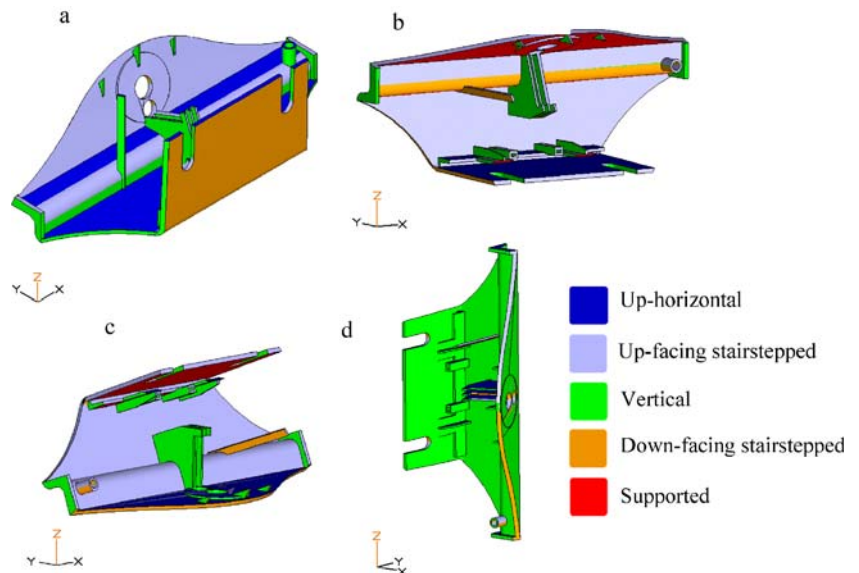 a
b
Z
Y X
Z
Y X
c
d
Up-horizontal
Up-facing stairstepped
Vertical
Down-facing stairstepped
Supported
Z
Y X
Z
Y
X